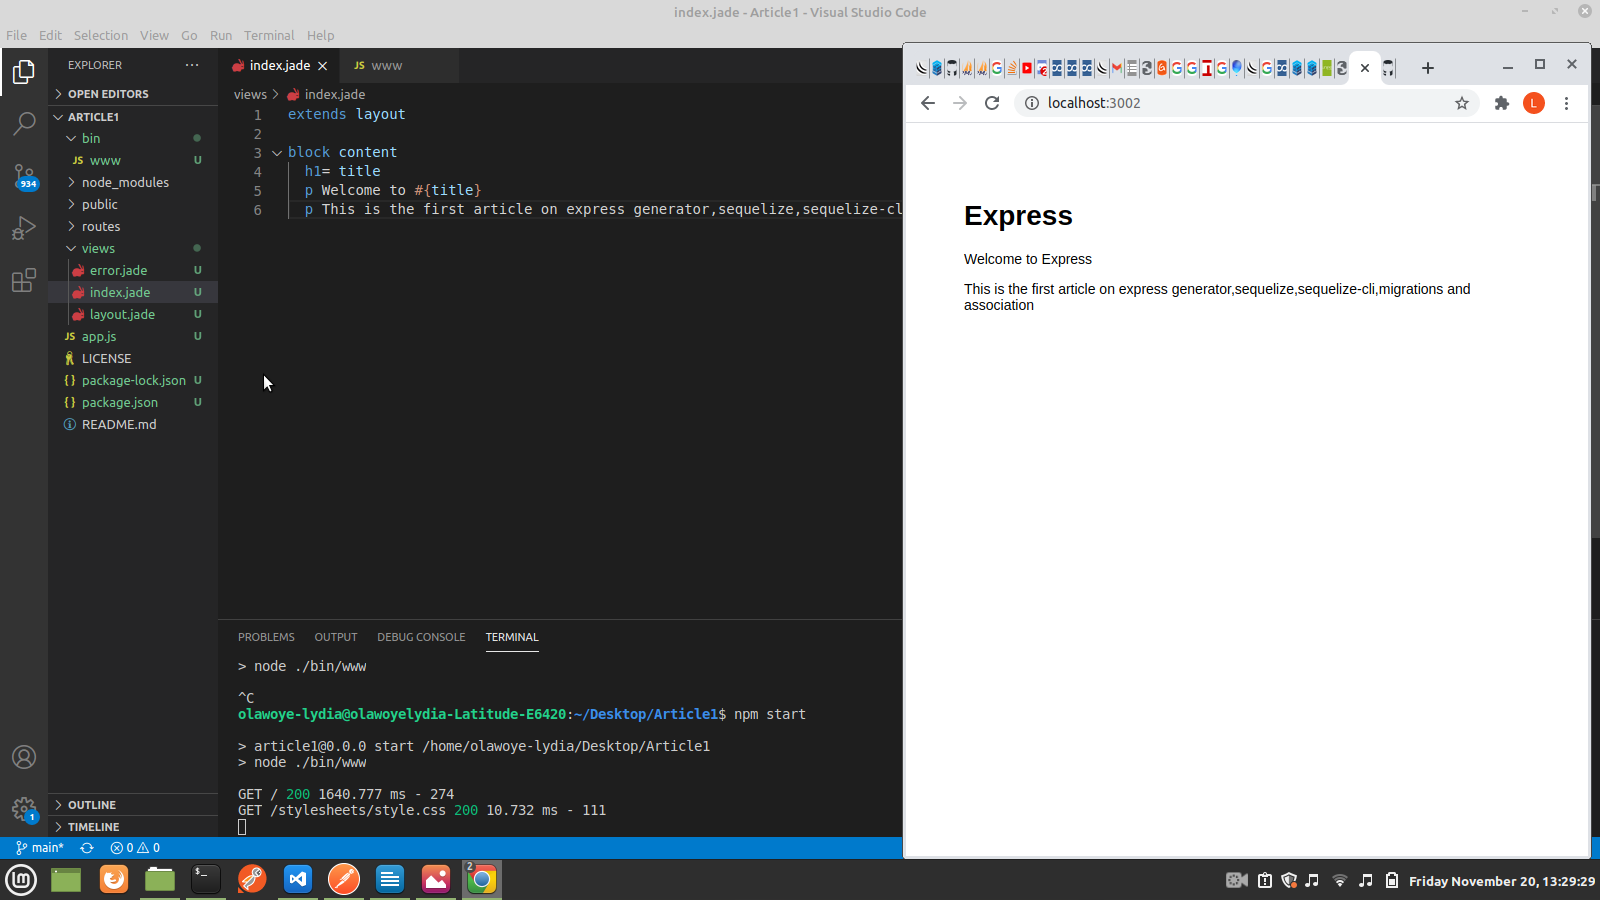 index.jade - Article1 - Visual Studio Code
File Edit Selection View Go Run Terminal Help
EXPLORER
OPEN EDITORS
ARTICLE1
bin
JS www U
node_modules
public
routes
views
error.jade U
index.jade U
layout.jade U
JS app.js U
LICENSE
{} package-lock.json U
{} package.json U
README.md
OUTLINE
TIMELINE
934
1
index.jade
JS www
views > index.jade
1 extends layout
2
3 block content
4 h1= title
5 p Welcome to #{title}
6 p This is the first article on express generator,sequelize,sequelize-cl
PROBLEMS OUTPUT DEBUG CONSOLE TERMINAL
> node ./bin/www
^C
olawoye-lydia@olawoyelydia-Latitude-E6420:~/Desktop/Article1$ npm start
> article1@0.0.0 start /home/olawoye-lydia/Desktop/Article1
> node ./bin/www
GET / 200 1640.777 ms - 274
GET /stylesheets/style.css 200 10.732 ms - 111
main* 0 0
localhost:3002
L
Express
Welcome to Express
This is the first article on express generator,sequelize,sequelize-cli,migrations and
association
2
Friday November 20, 13:29:29